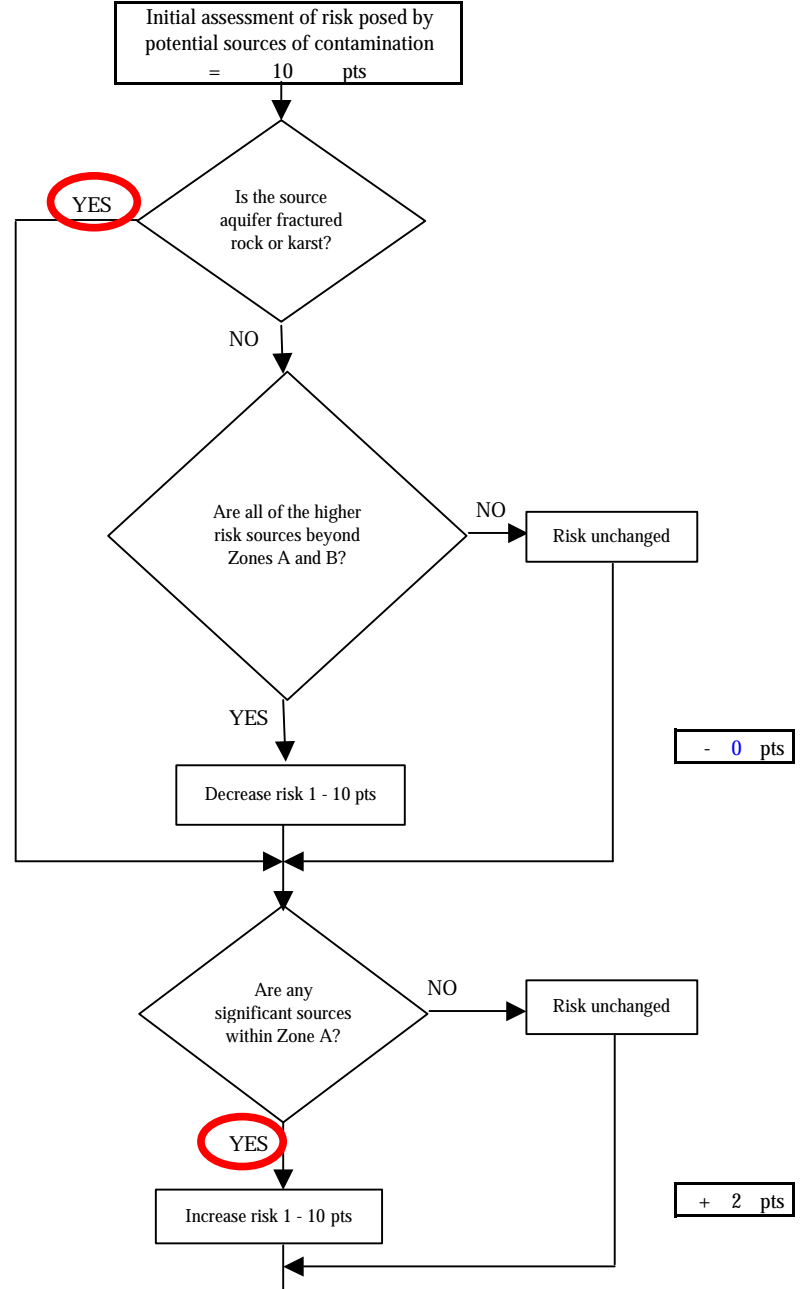 Initial assessment of risk posed by
potential sources of contamination
= 10 pts
YES
Is the source
aquifer fractured
rock or karst?
NO
Are all of the higher
risk sources beyond
Zones A and B?
NO
Risk unchanged
YES
- 0 pts
Decrease risk 1 - 10 pts
Are any
significant sources
within Zone A?
NO
Risk unchanged
YES
+ 2 pts
Increase risk 1 - 10 pts